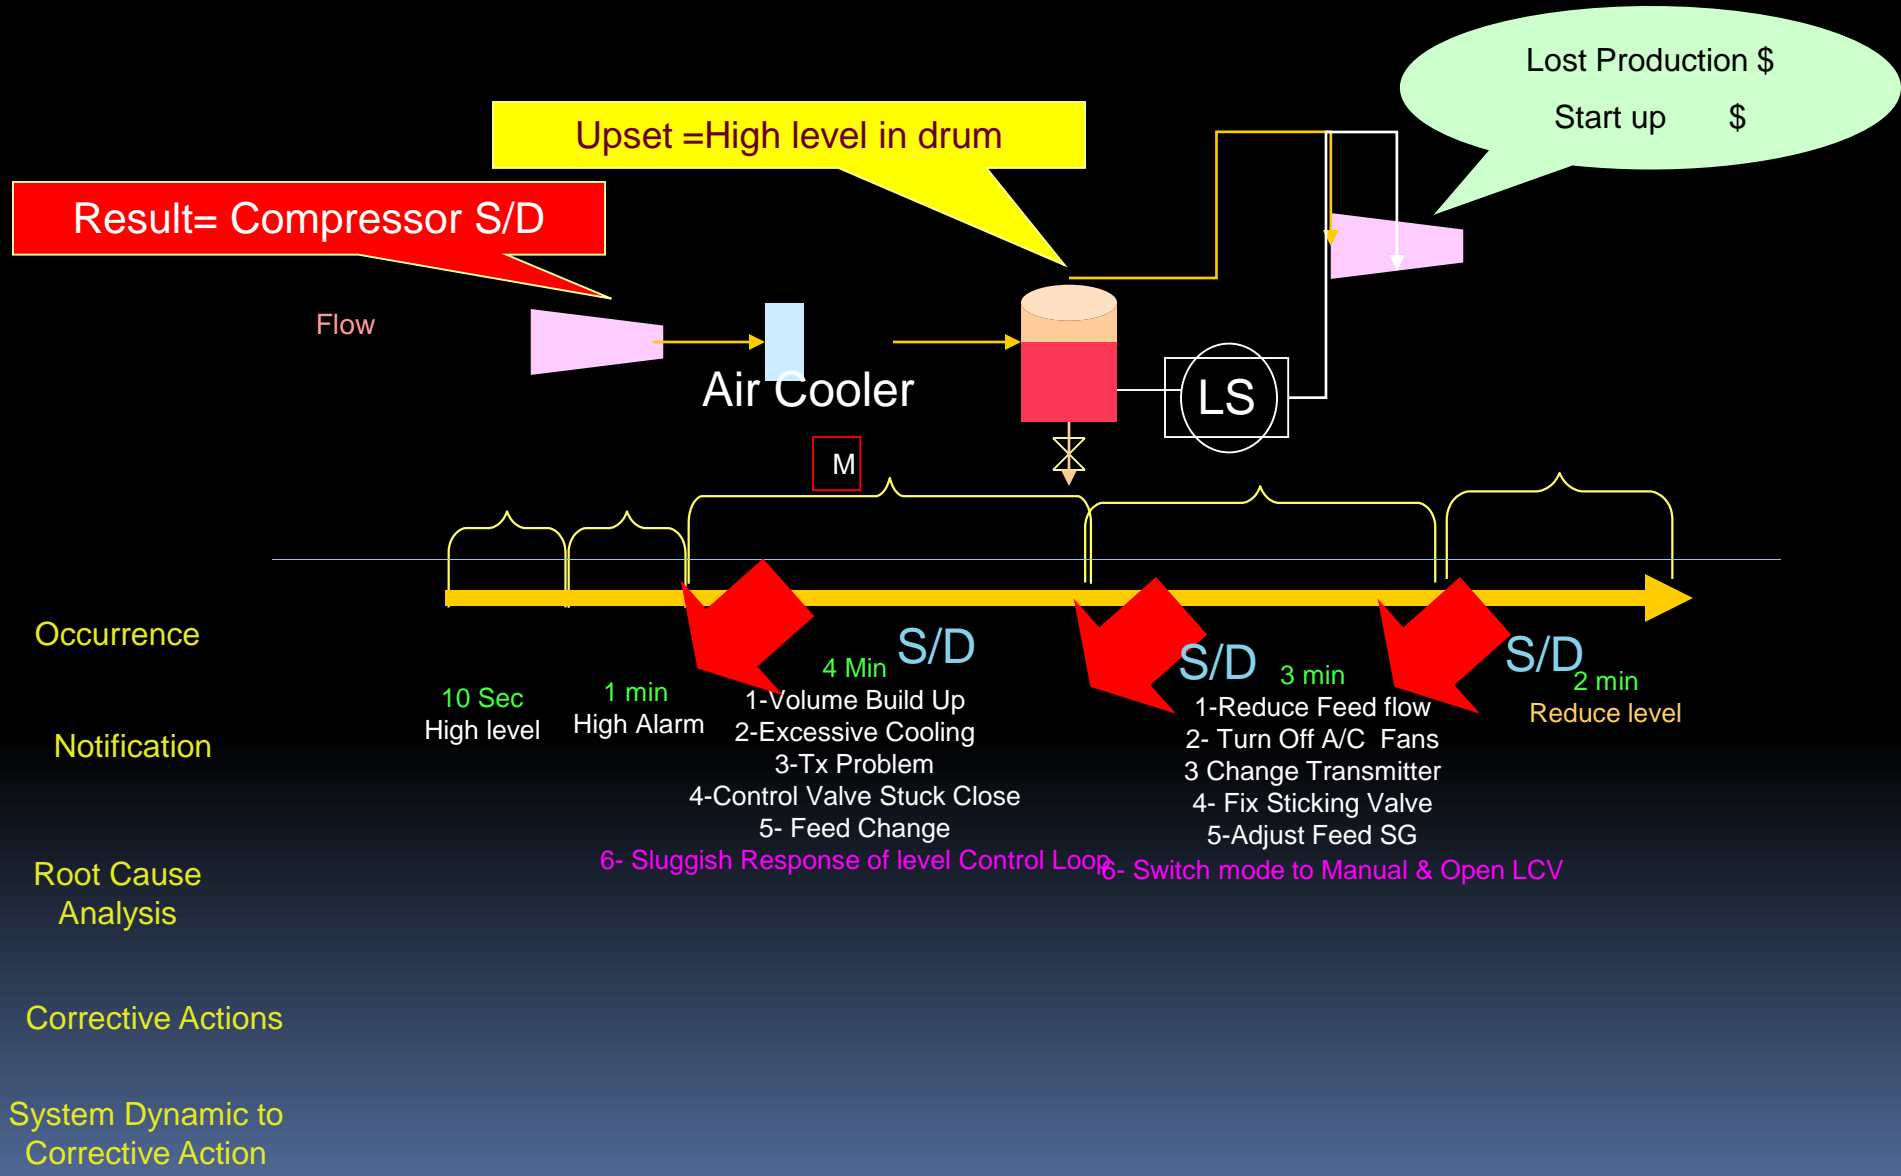 Lost Production $
Start up $
Upset =High level in drum
Result= Compressor S/D
Flow
Air Cooler
LS
M
Occurrence
Notification
Root Cause
Analysis
Corrective Actions
System Dynamic to
Corrective Action
10 Sec
High level
1 min
High Alarm
S/D
4 Min
1-Volume Build Up
2-Excessive Cooling
3-Tx Problem
4-Control Valve Stuck Close
5- Feed Change
6- Sluggish Response of level Control Loop
S/D
3 min
1-Reduce Feed flow
2- Turn Off A/C Fans
3 Change Transmitter
4- Fix Sticking Valve
5-Adjust Feed SG
6- Switch mode to Manual & Open LCV
S/D
2 min
Reduce level